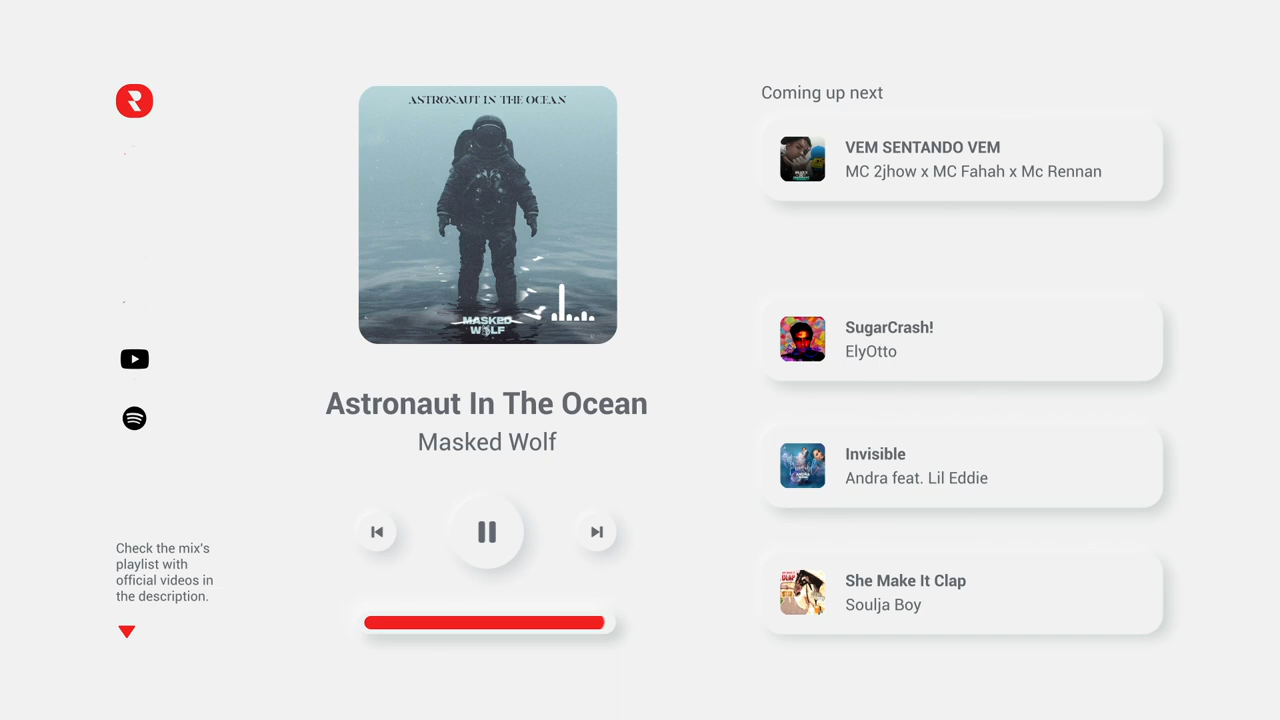 ASTRONAUT IN THE OCEAN
MASKED
WOLF
Astronaut In The Ocean
Masked Wolf
Check the mix's
playlist with
official videos in
the description.
Coming up next
VEM SENTANDO VEM
MC 2jhow x MC Fahah x Mc Rennan
SugarCrash!
ElyOtto
Invisible
Andra feat. Lil Eddie
She Make It Clap
Soulja Boy